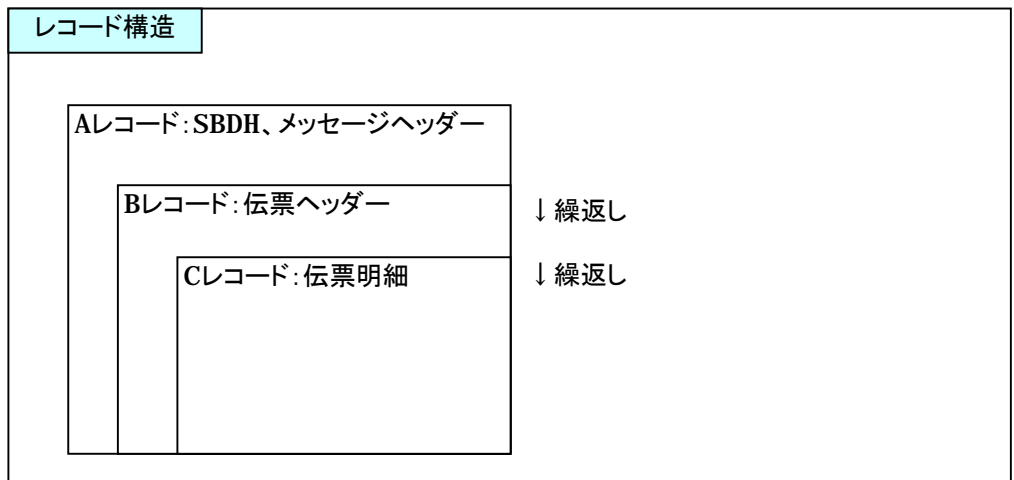 レコード構造
Aレコード：SBDH、メッセージヘッダー
Bレコード：伝票ヘッダー
↓繰返し
Cレコード：伝票明細
↓繰返し